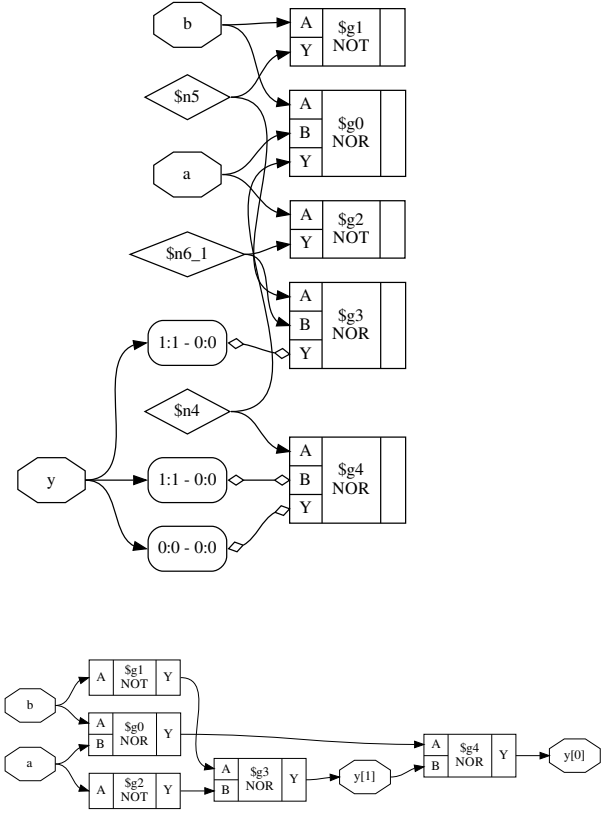 b
A
$g1
NOT
Y
$n5
A
$g0
NOR
B
Y
a
A
$g2
NOT
Y
$n6_1
A
$g3
NOR
B
Y
1:1 - 0:0
$n4
A
$g4
NOR
B
Y
y
1:1 - 0:0
0:0 - 0:0
b
A
$g1
NOT
Y
A
B
$g0
NOR
Y
a
A
$g2
NOT
Y
A
B
$g3
NOR
Y
y[1]
A
B
$g4
NOR
Y
y[0]